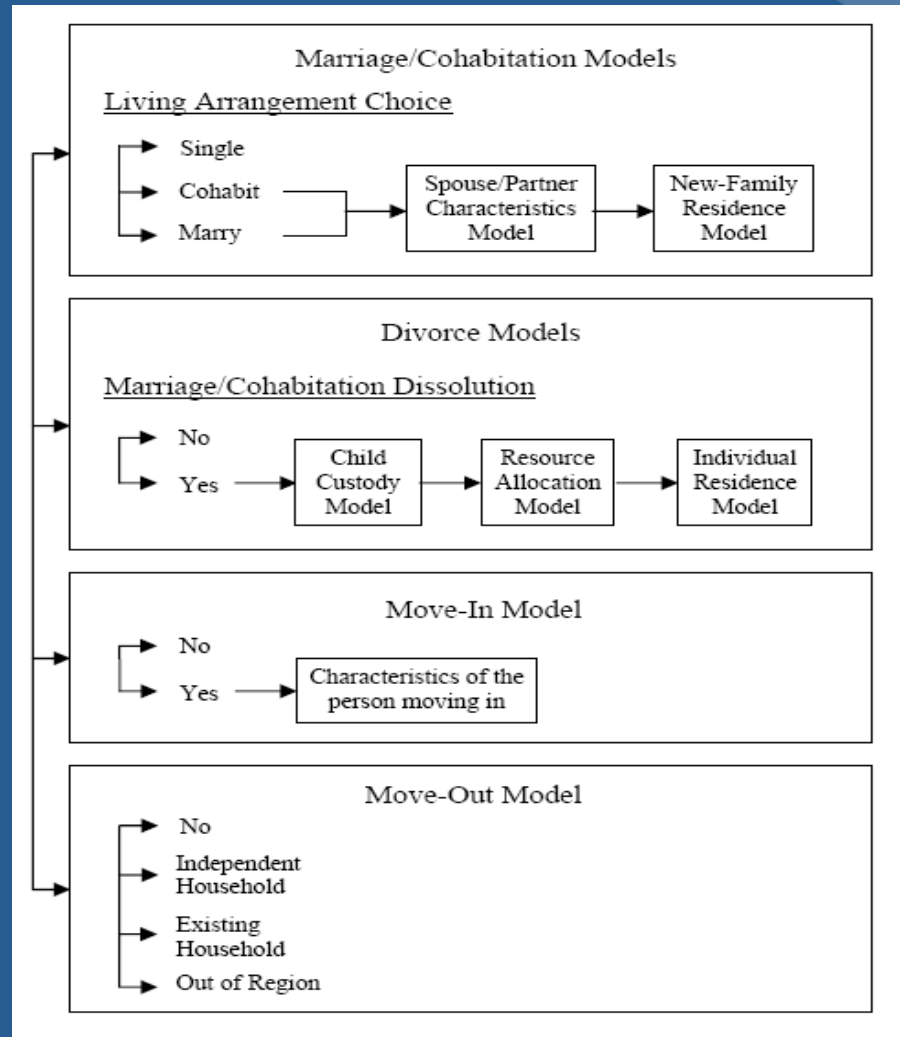 Marriage/Cohabitation Models
Living Arrangement Choice
Single
Cohabit
Marry
Spouse/Partner
Characteristics
Model
New-Family
Residence
Model
Divorce Models
Marriage/Cohabitation Dissolution
No
Yes
Child
Custody
Model
Resource
Allocation
Model
Individual
Residence
Model
Move-In Model
No
Yes
Characteristics of the
person moving in
Move-Out Model
No
Independent
Household
Existing
Household
Out of Region